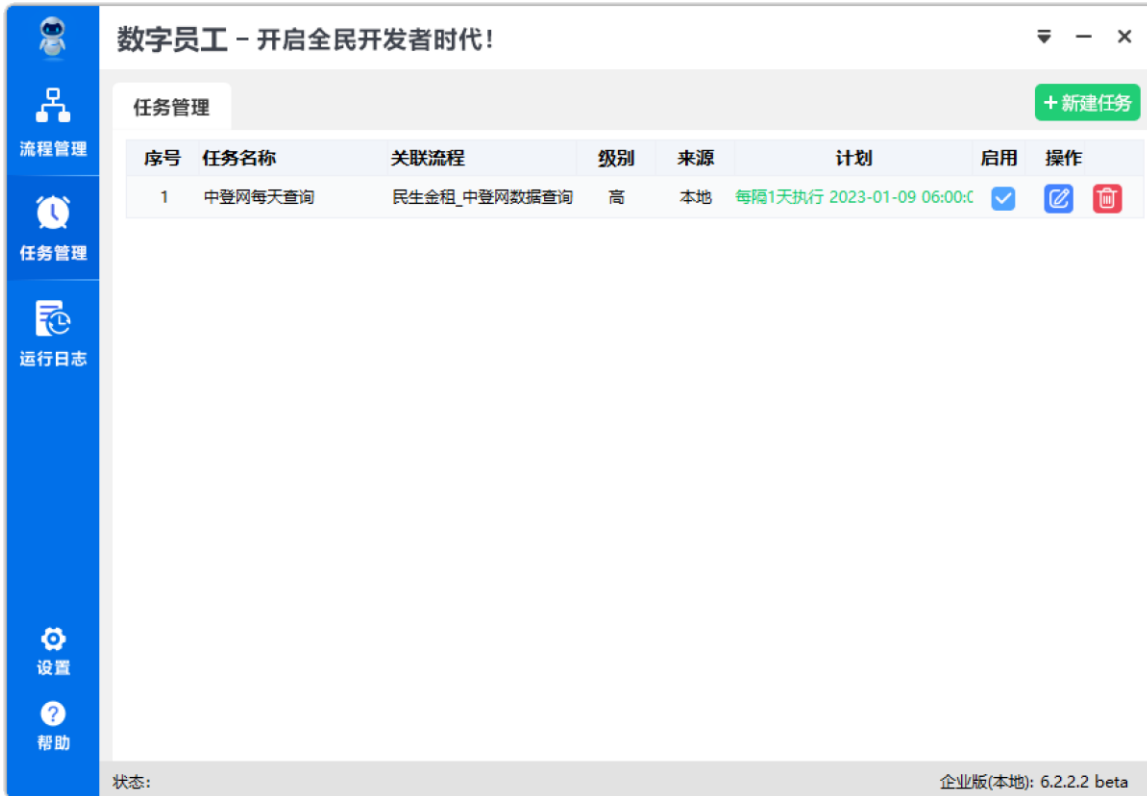 数字员工 - 开启全民开发者时代!
流程管理
任务管理
运行日志
设置
帮助
任务管理
+ 新建任务
序号 任务名称 关联流程 级别 来源 计划 启用 操作
1 中登网每天查询 民生金租_中登网数据查询 高 本地 每隔1天执行 2023-01-09 06:00:0
状态:
企业版(本地): 6.2.2.2 beta